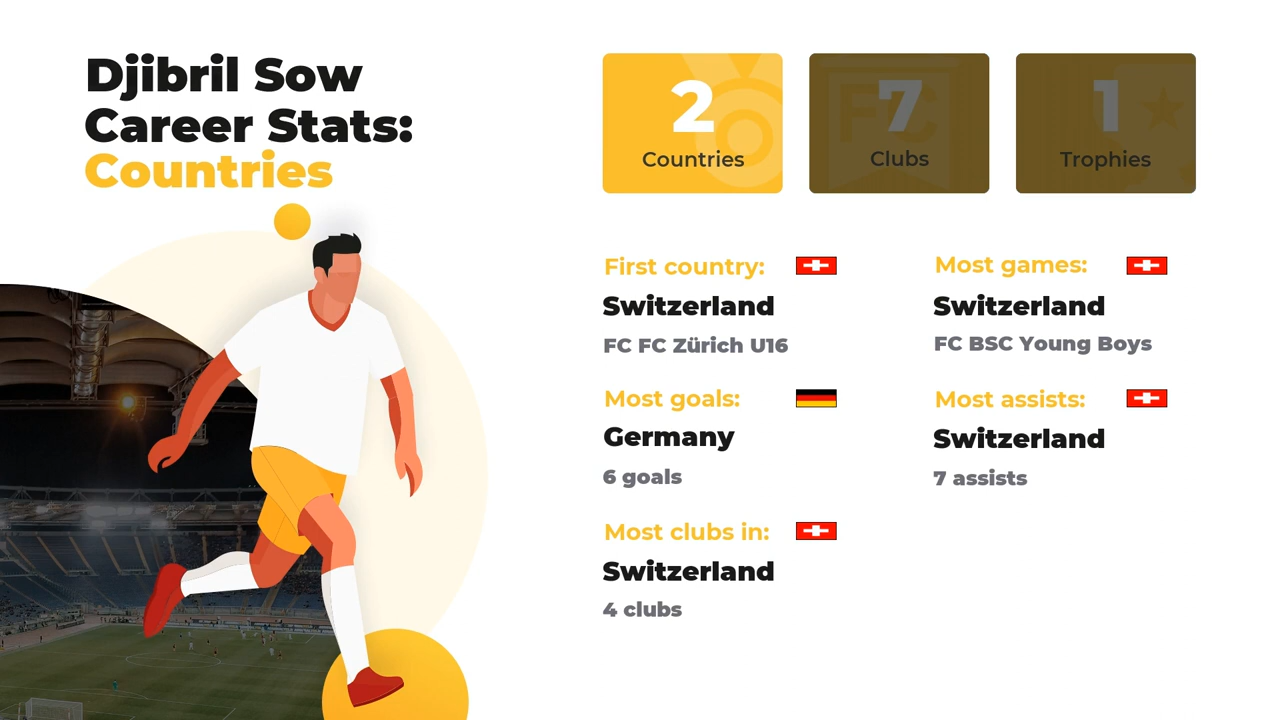 Djibril Sow
Career Stats:
Countries
2
Countries
7
Clubs
1
Trophies
First country:
Switzerland
FC FC Zürich U16
Most games:
Switzerland
FC BSC Young Boys
Most goals:
Germany
6 goals
Most assists:
Switzerland
7 assists
Most clubs in:
Switzerland
4 clubs
FC